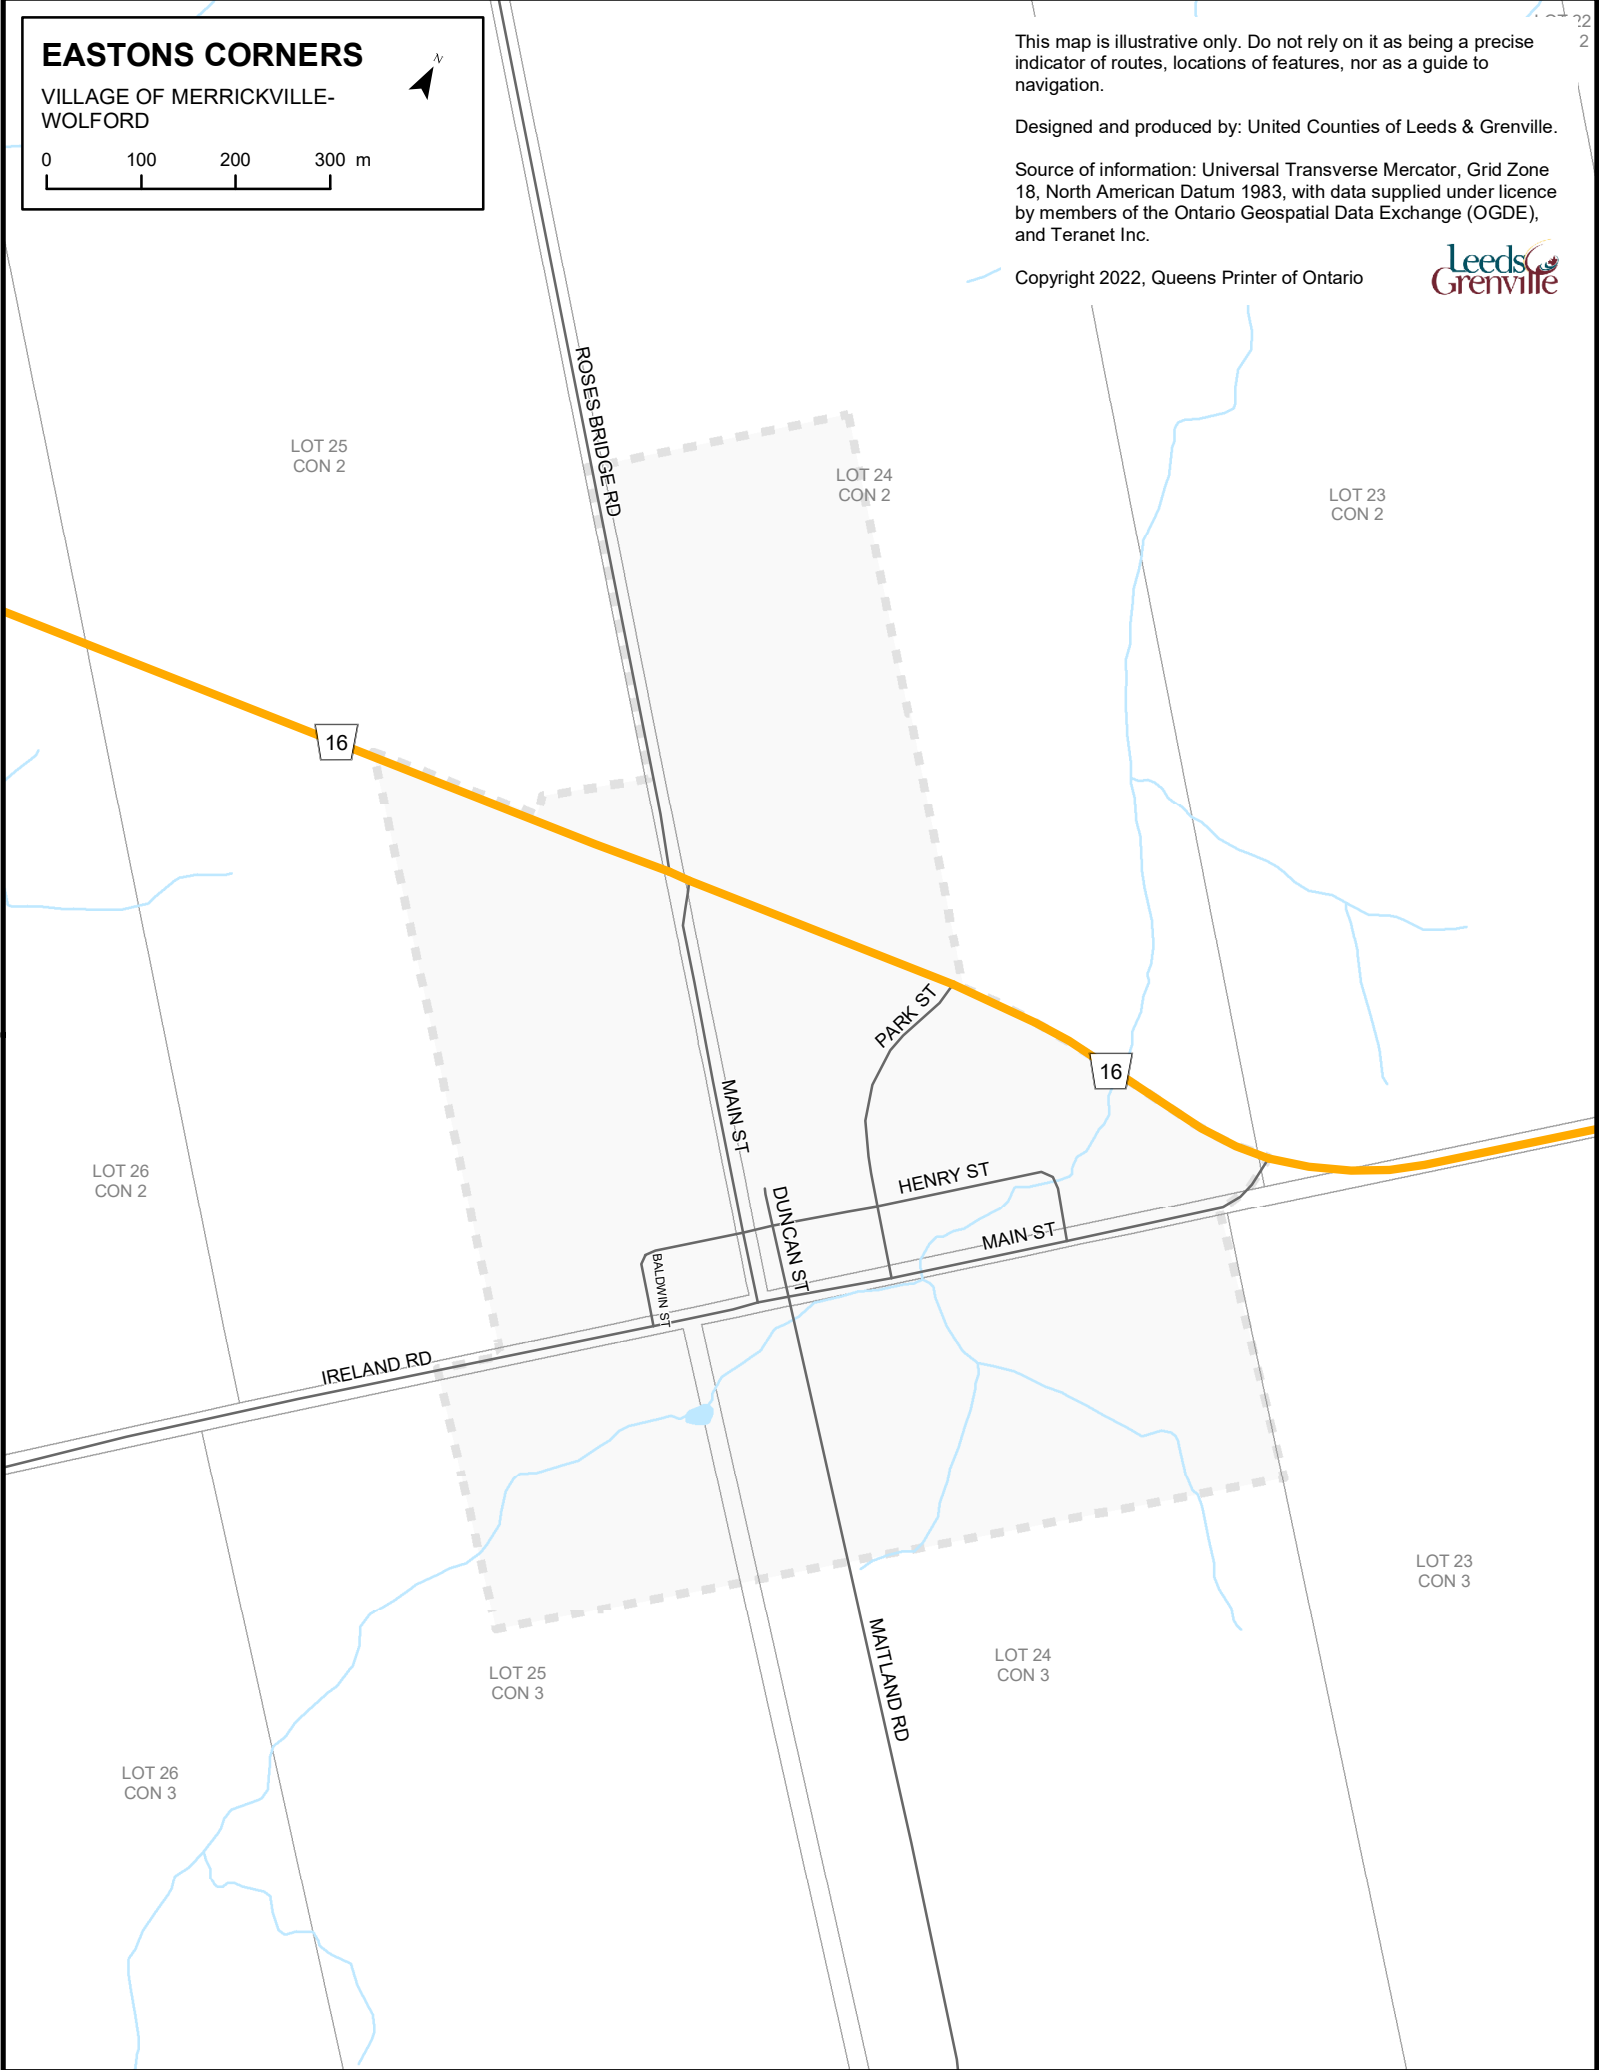 EASTONS CORNERS
VILLAGE OF MERRICKVILLE-
WOLFORD
N
0 100 200 300 m
This map is illustrative only. Do not rely on it as being a precise
indicator of routes, locations of features, nor as a guide to
navigation.
Designed and produced by: United Counties of Leeds & Grenville.
Source of information: Universal Transverse Mercator, Grid Zone
18, North American Datum 1983, with data supplied under licence
by members of the Ontario Geospatial Data Exchange (OGDE),
and Teranet Inc.
Copyright 2022, Queens Printer of Ontario
Leeds
Grenville
LOT 22
2
ROSES BRIDGE RD
LOT 25
CON 2
LOT 24
CON 2
LOT 23
CON 2
16
PARK ST
16
MAIN ST
LOT 26
CON 2
HENRY ST
DUNCAN ST
MAIN ST
BALDWIN ST
IRELAND RD
LOT 23
CON 3
MAITLAND RD
LOT 24
CON 3
LOT 25
CON 3
LOT 26
CON 3